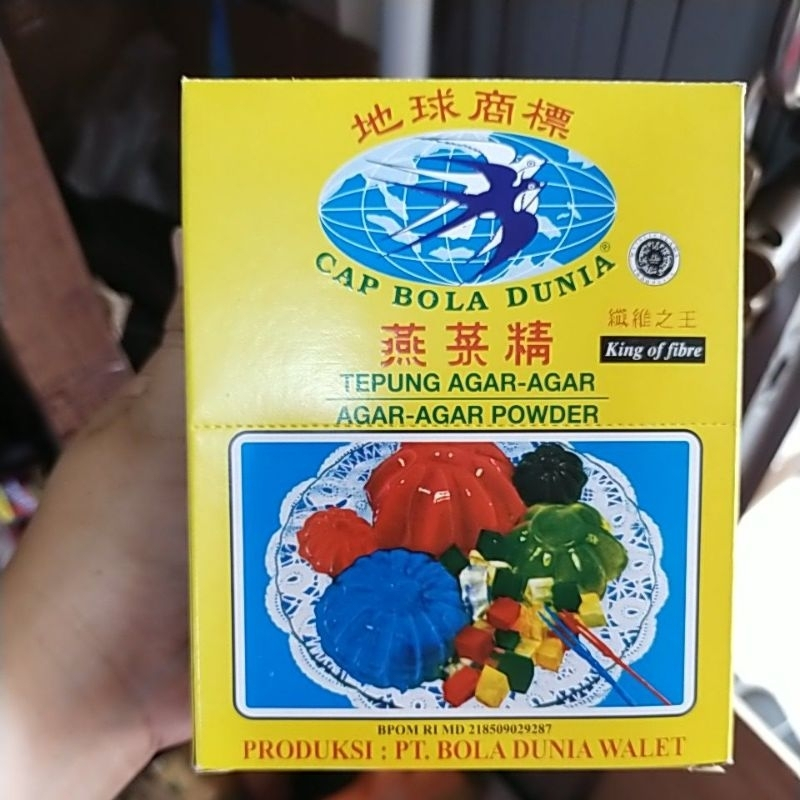 地球商標
CAP BOLA DUNIA ®
燕菜精
纖維之王
King of fibre
TEPUNG AGAR-AGAR
AGAR-AGAR POWDER
BPOM RI MD 218509029287
PRODUKSI : PT. BOLA DUNIA WALET